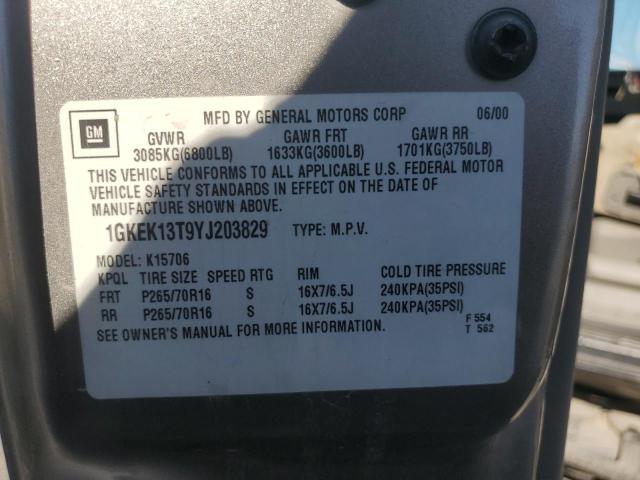 GM
MFD BY GENERAL MOTORS CORP 06/00
GVWR GAWR FRT GAWR RR
3085KG(6800LB) 1633KG(3600LB) 1701KG(3750LB)
THIS VEHICLE CONFORMS TO ALL APPLICABLE U.S. FEDERAL MOTOR
VEHICLE SAFETY STANDARDS IN EFFECT ON THE DATE OF
MANUFACTURE SHOWN ABOVE.
1GKEK13T9YJ203829 TYPE: M.P.V.
MODEL: K15706
KPQL TIRE SIZE SPEED RTG RIM COLD TIRE PRESSURE
FRT P265/70R16 S 16X7/6.5J 240KPA(35PSI)
RR P265/70R16 S 16X7/6.5J 240KPA(35PSI)
SEE OWNER'S MANUAL FOR MORE INFORMATION.
F 554
T 562